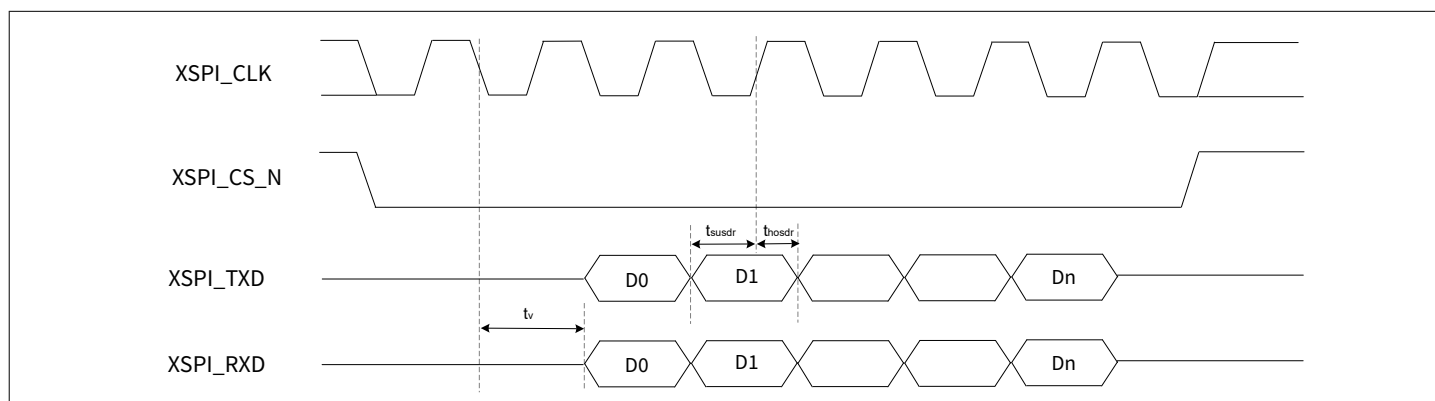 XSPI_CLK
XSPI_CS_N
tsusdr thosdr
XSPI_TXD D0 D1 Dn
tv
XSPI_RXD D0 D1 Dn